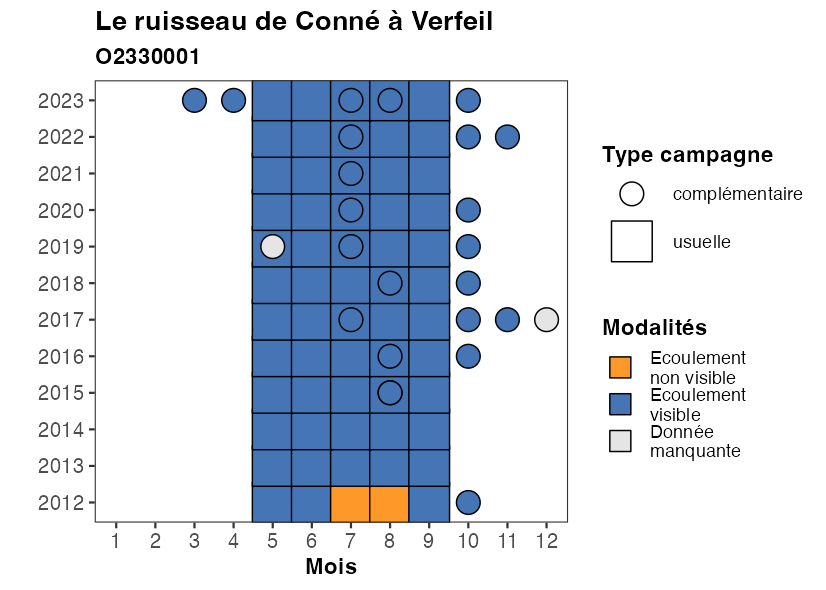 Le ruisseau de Conné à Verfeil
O2330001
2023
2022
2021
2020
2019
2018
2017
2016
2015
2014
2013
2012
1 2 3 4 5 6 7 8 9 10 11 12
Mois
Type campagne
complémentaire
usuelle
Modalités
Ecoulement
non visible
Ecoulement
visible
Donnée
manquante